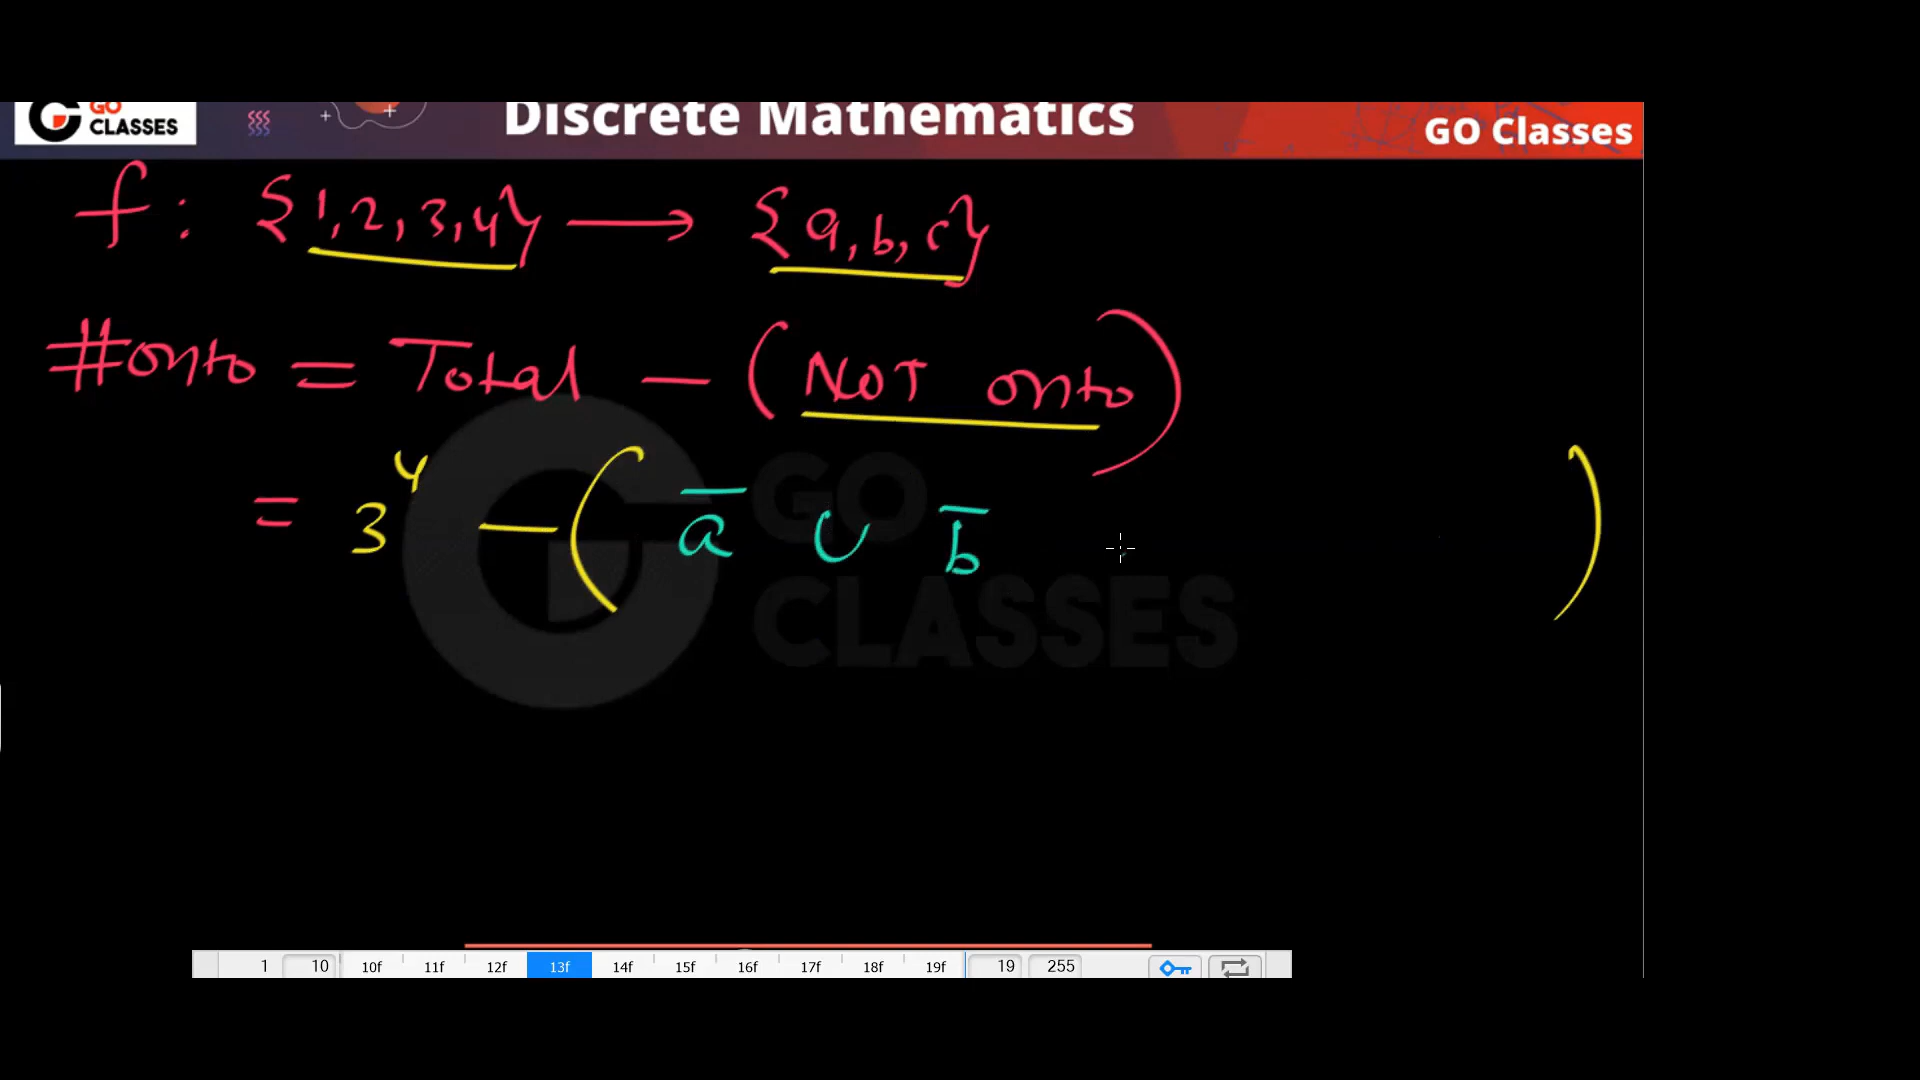 GO CLASSES
Discrete Mathematics
GO Classes
f : {1, 2, 3, 4} ⟶ {a, b, c}
#onto = Total − (NOT onto)
= 3⁴ − ( a̅ ∪ b̅ )
GO
CLASSES
1 10 10f 11f 12f 13f 14f 15f 16f 17f 18f 19f 19 255